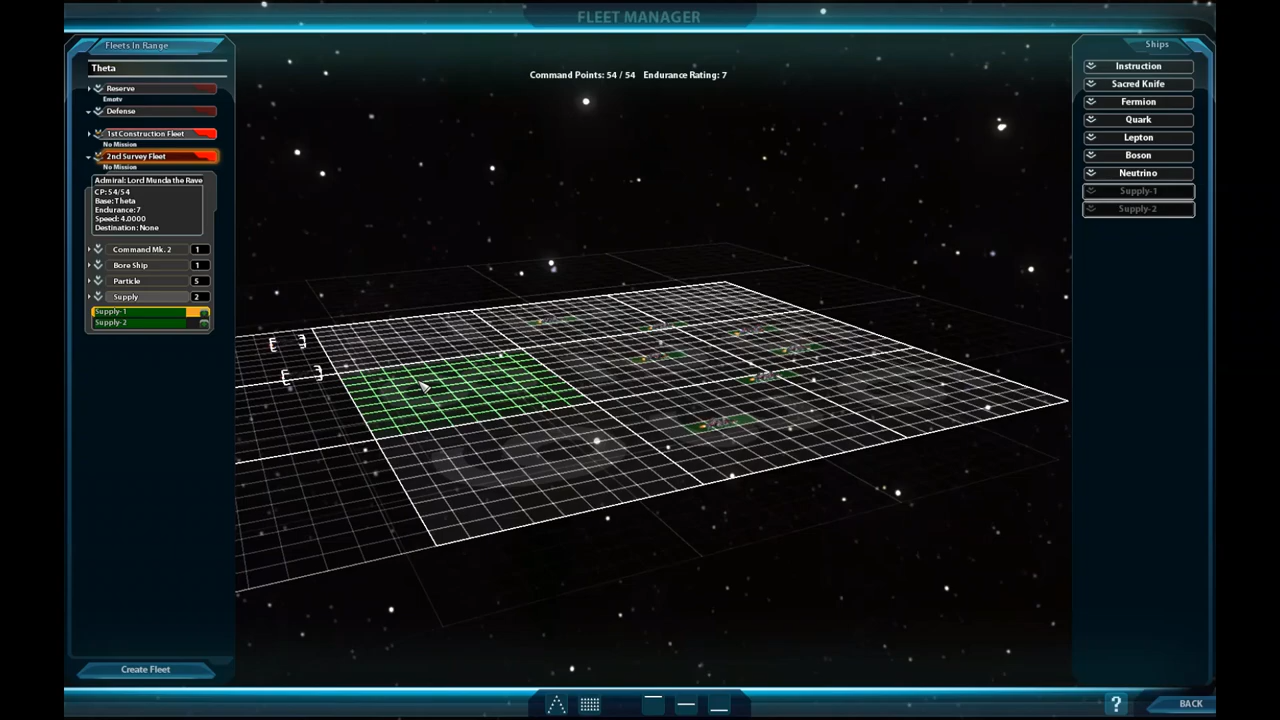 FLEET MANAGER
Fleets In Range
Theta
Reserve
Empty
Defense
1st Construction Fleet
No Mission
2nd Survey Fleet
No Mission
Admiral: Lord Munda the Rave
CP: 54/54
Base: Theta
Endurance: 7
Speed: 4.0000
Destination: None
Command Mk. 2 1
Bore Ship 1
Particle 5
Supply 2
Supply-1
Supply-2
Create Fleet
Command Points: 54 / 54 Endurance Rating: 7
Ships
Instruction
Sacred Knife
Fermion
Quark
Lepton
Boson
Neutrino
Supply-1
Supply-2
?
BACK